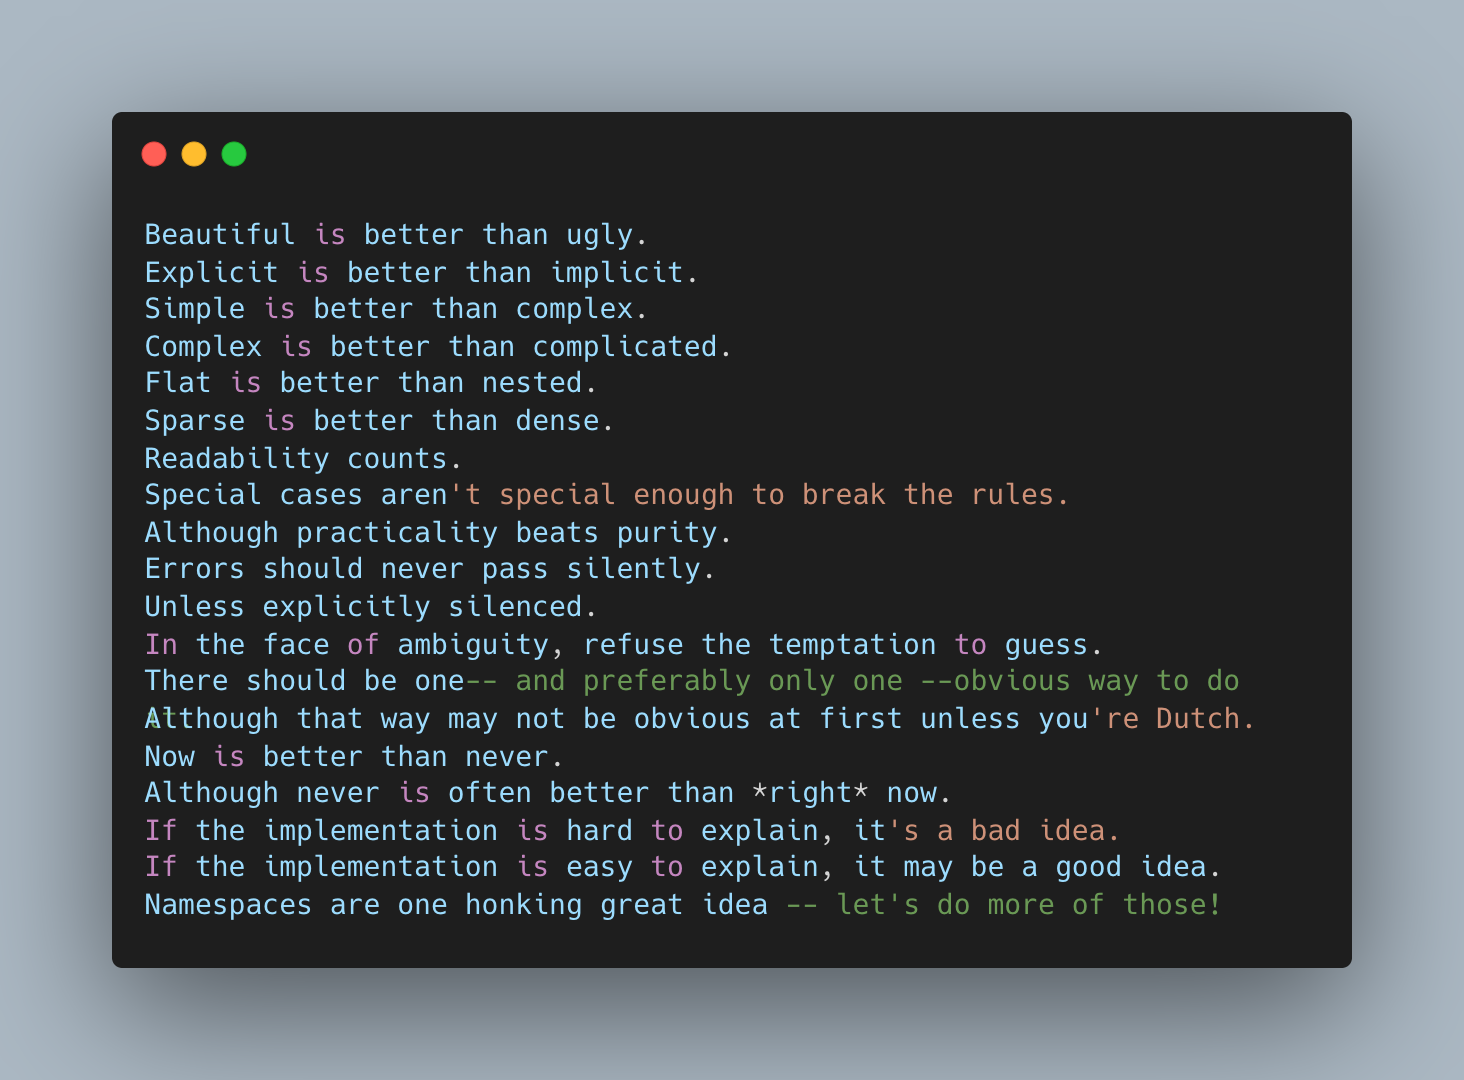 Beautiful is better than ugly.
Explicit is better than implicit.
Simple is better than complex.
Complex is better than complicated.
Flat is better than nested.
Sparse is better than dense.
Readability counts.
Special cases aren't special enough to break the rules.
Although practicality beats purity.
Errors should never pass silently.
Unless explicitly silenced.
In the face of ambiguity, refuse the temptation to guess.
There should be one-- and preferably only one --obvious way to do
Although that way may not be obvious at first unless you're Dutch.
Now is better than never.
Although never is often better than *right* now.
If the implementation is hard to explain, it's a bad idea.
If the implementation is easy to explain, it may be a good idea.
Namespaces are one honking great idea -- let's do more of those!